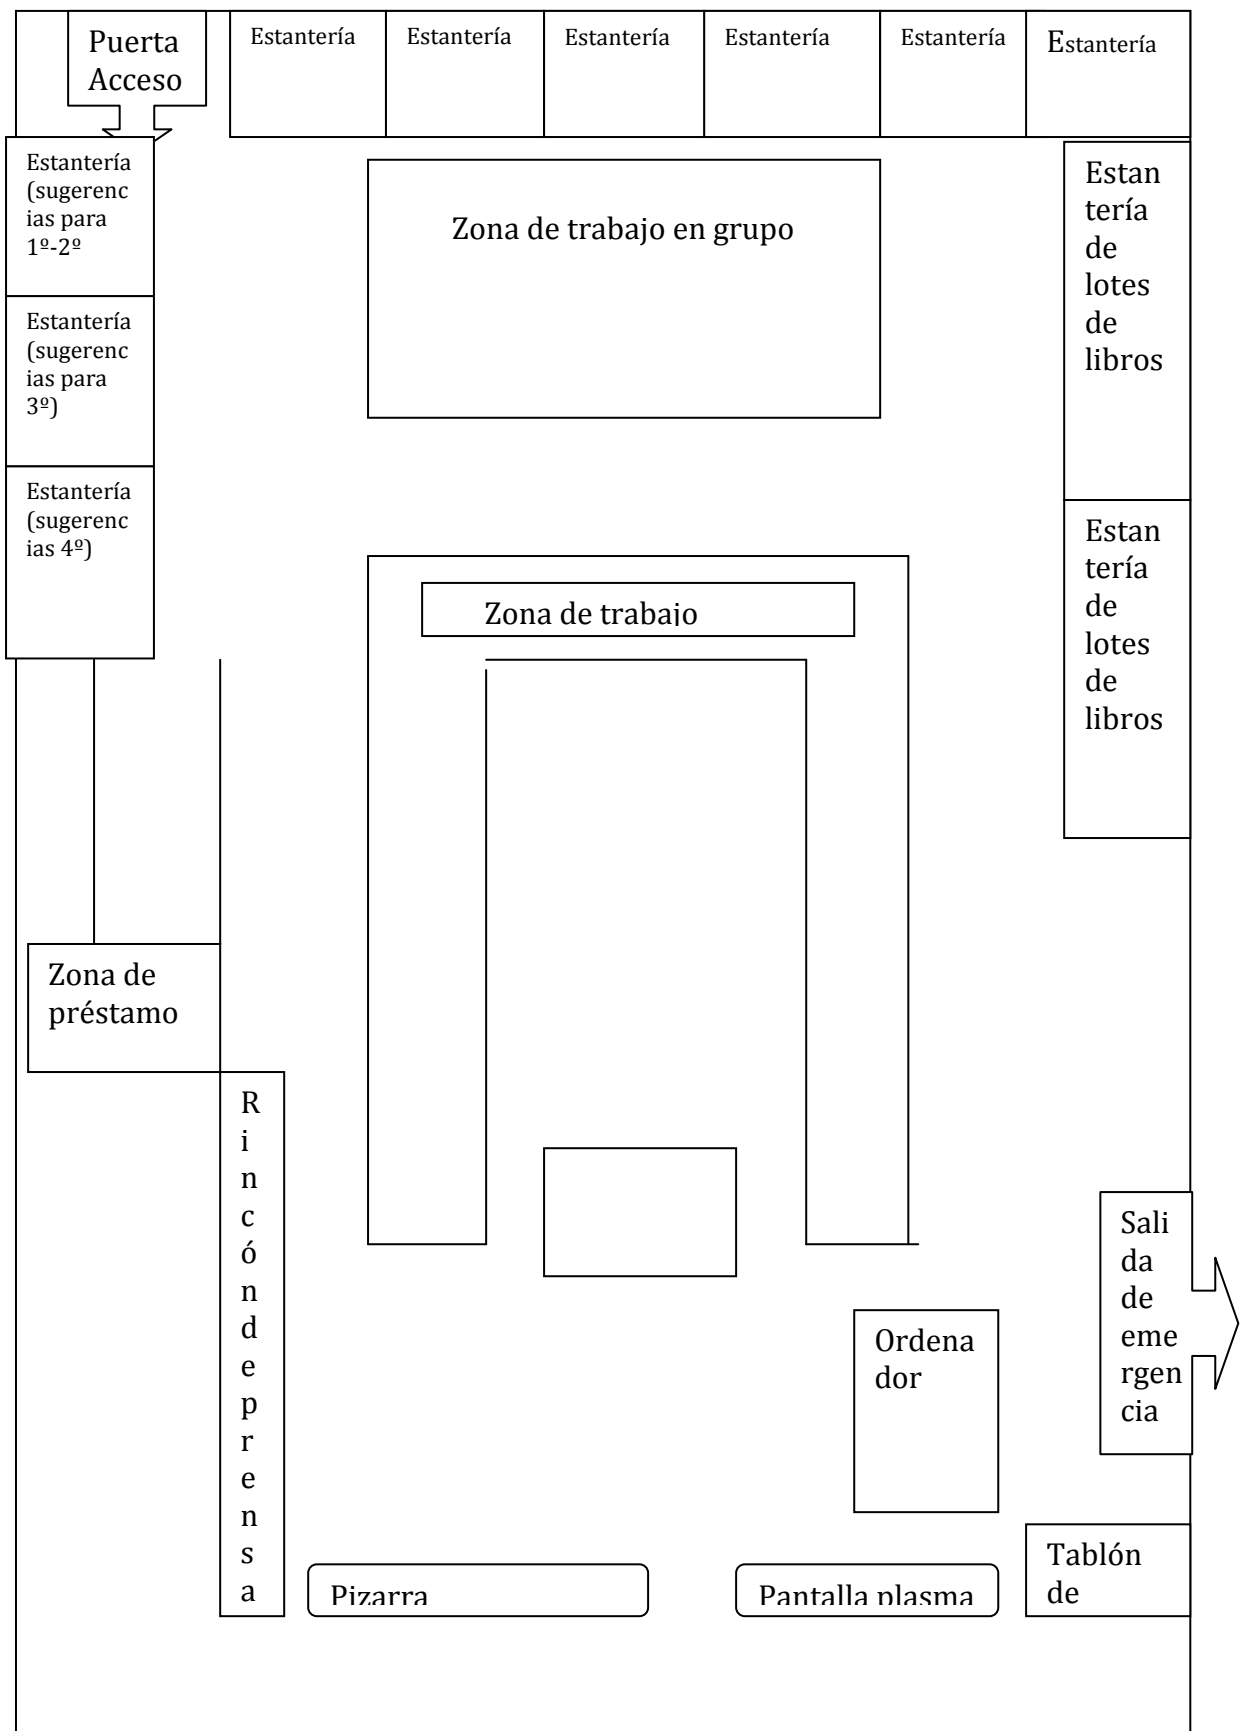 Puerta
Acceso
Estantería
Estantería
Estantería
Estantería
Estantería
Estantería
Estantería
(sugerenc
ias para
1º-2º
Estantería
(sugerenc
ias para
3º)
Estantería
(sugerenc
ias 4º)
Zona de trabajo en grupo
Estan
tería
de
lotes
de
libros
Estan
tería
de
lotes
de
libros
Zona de trabajo
Zona de
préstamo
R
i
n
c
ó
n
d
e
p
r
e
n
s
a
Sali
da
de
eme
rgen
cia
Ordena
dor
Pizarra
Pantalla plasma
Tablón
de